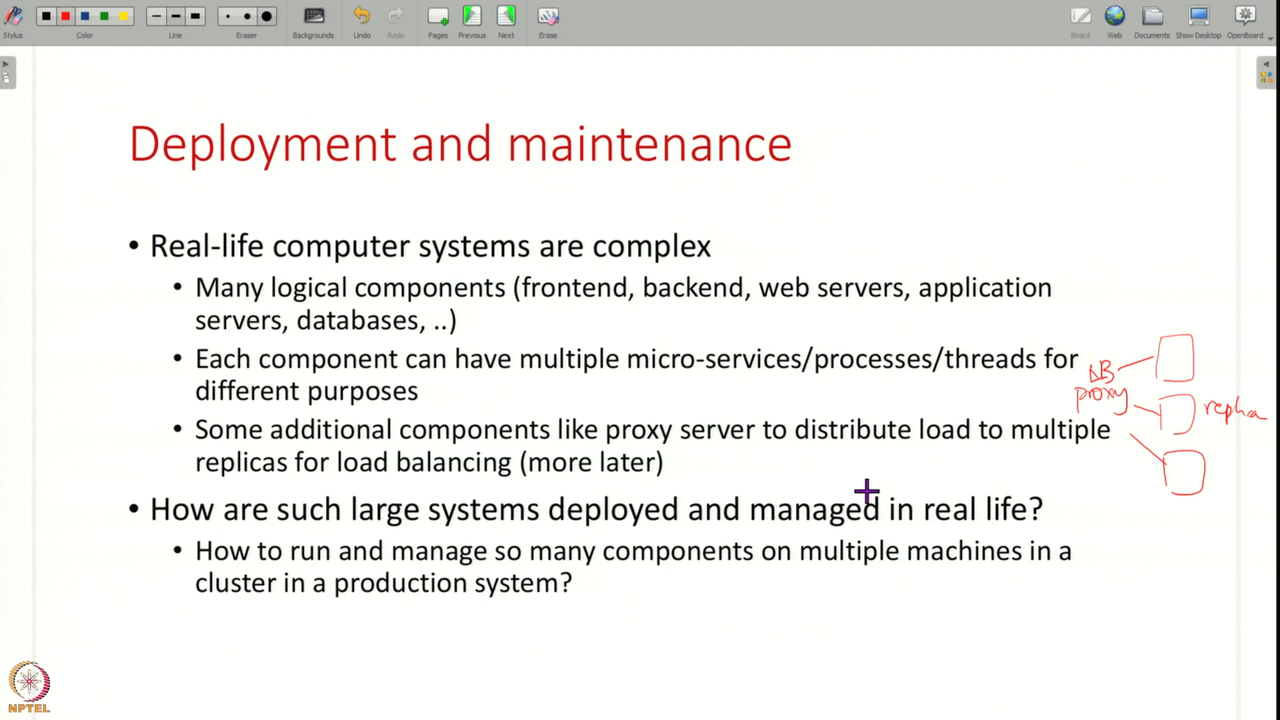 Stylus
Color
Line
Eraser
Backgrounds
Undo
Redo
Pages
Previous
Next
Erase
Board
Web
Documents
Show Desktop
OpenBoard
Deployment and maintenance
• Real-life computer systems are complex
• Many logical components (frontend, backend, web servers, application
servers, databases, ..)
• Each component can have multiple micro-services/processes/threads for
different purposes
• Some additional components like proxy server to distribute load to multiple
replicas for load balancing (more later)
proxy
• How are such large systems deployed and managed in real life?
• How to run and manage so many components on multiple machines in a
cluster in a production system?
NPTEL